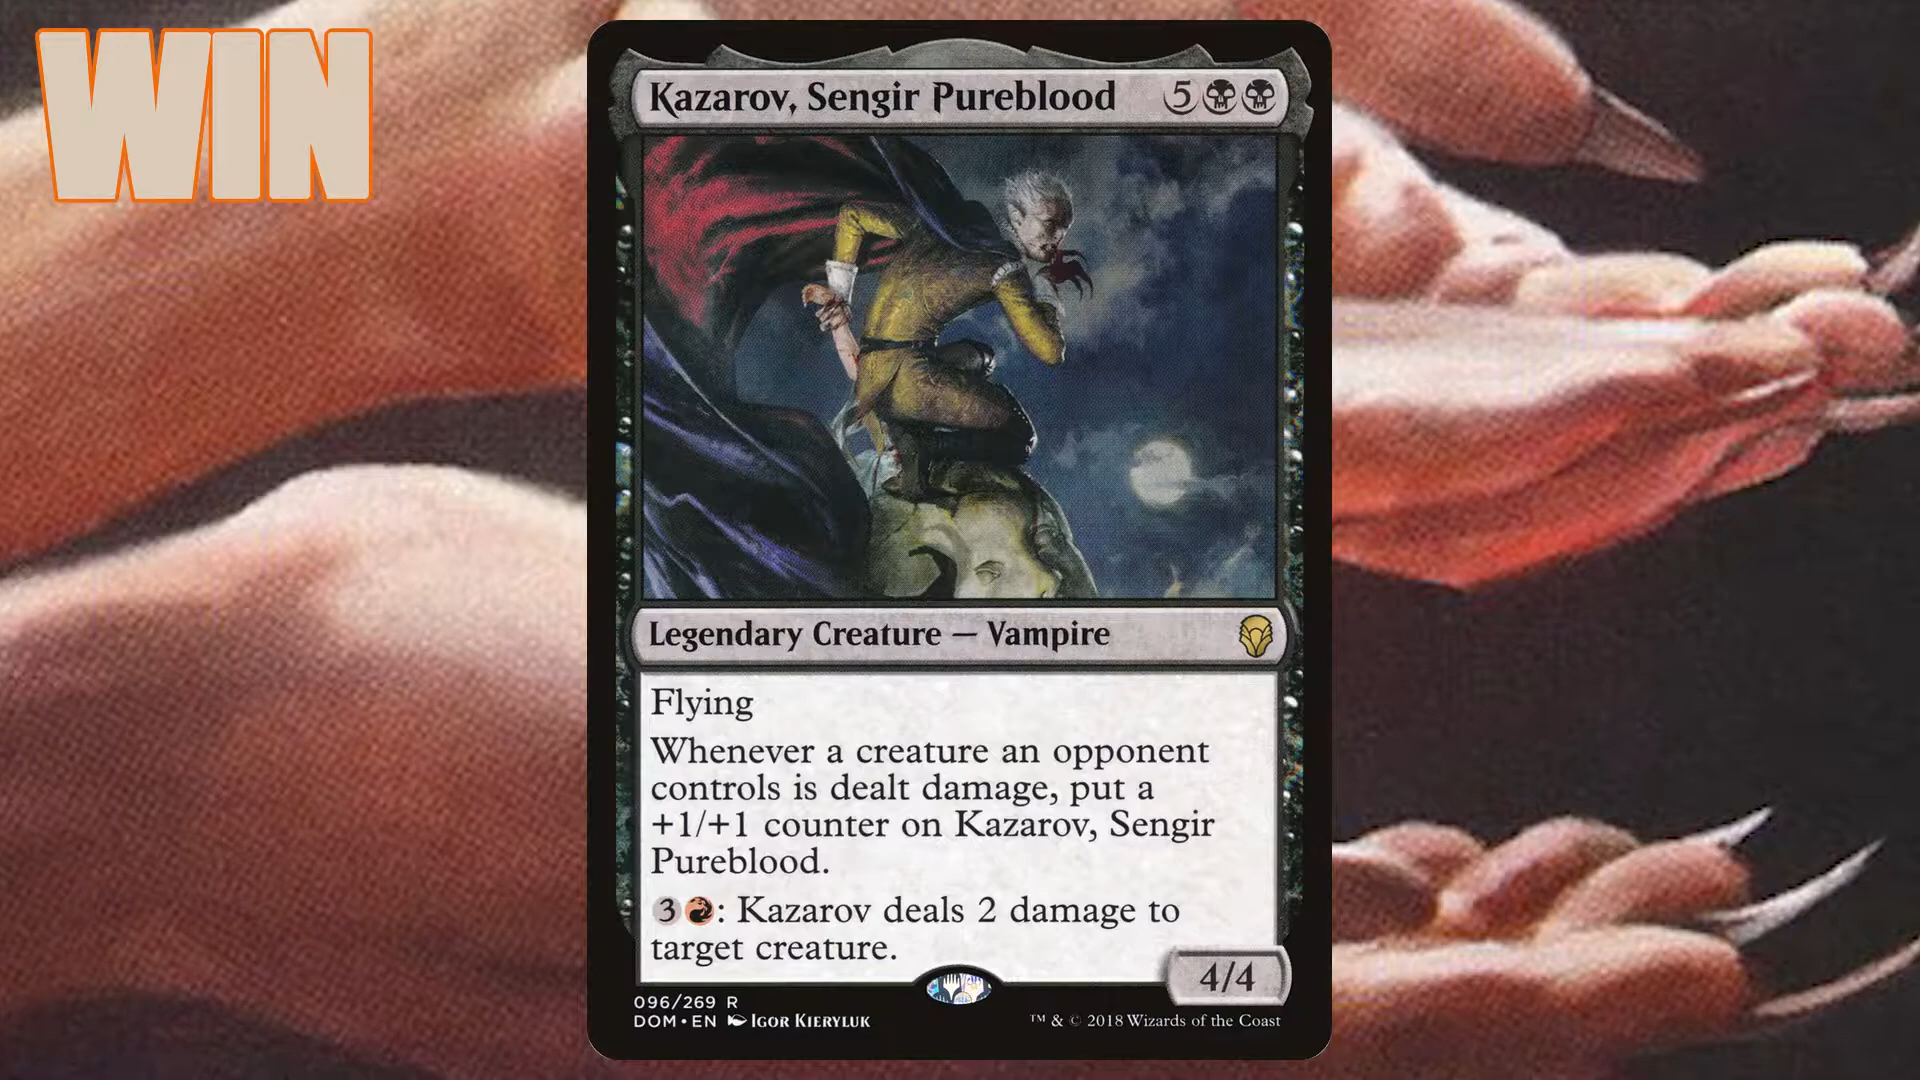 WIN
Kazarov, Sengir Pureblood 5
Legendary Creature — Vampire
Flying
Whenever a creature an opponent
controls is dealt damage, put a
+1/+1 counter on Kazarov, Sengir
Pureblood.
3: Kazarov deals 2 damage to
target creature.
4/4
096/269 R
DOM • EN Igor Kieryluk
™ & © 2018 Wizards of the Coast